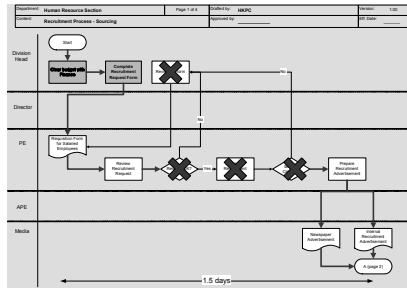 Department: Human Resource Section
Page 1 of 4
Drafted by: HKPC
Version: 1.00
Content: Recruitment Process - Sourcing
Approved by:
Eff. Date:
Division
Head
Start
Clear budget with
Finance
Complete
Recruitment
Request Form
No
No
Director
PE
Requisition Form
for Salaried
Employees
Review
Recruitment
Request
Yes
Prepare
Recruitment
Advertisement
APE
Media
Newspaper
Advertisement
Internal
Recruitment
Advertisement
A (page 2)
1.5 days